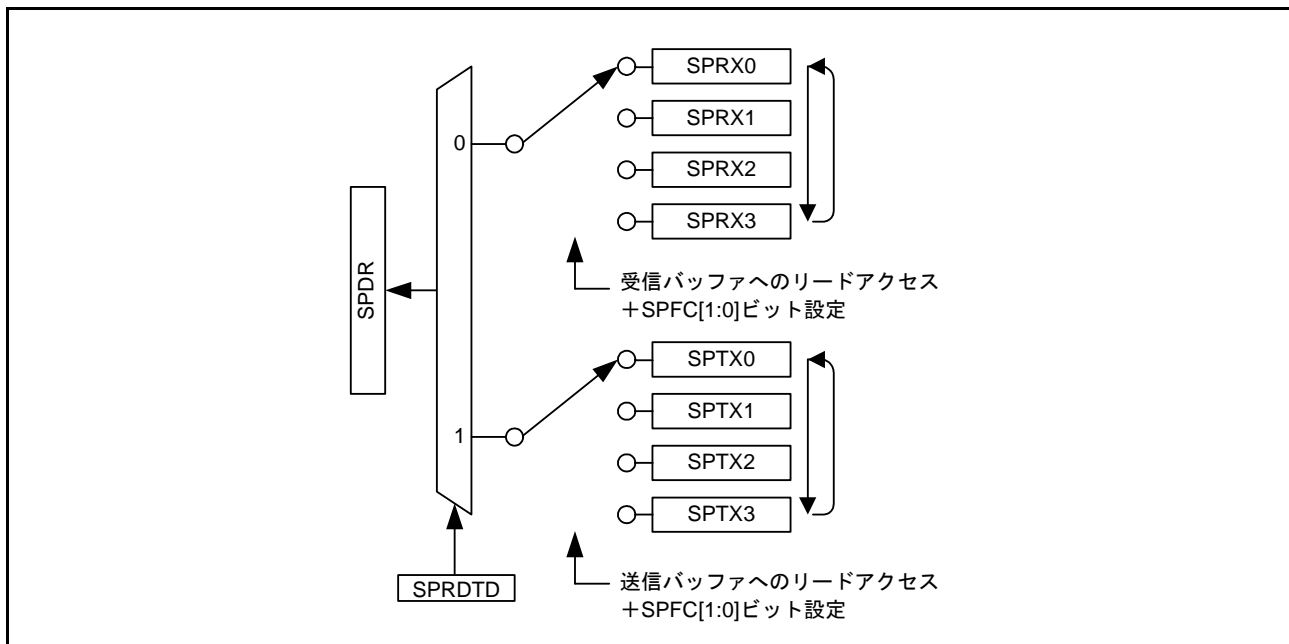 SPRX0
SPRX1
0
SPRX2
SPRX3
SPDR
受信バッファへのリードアクセス
+SPFC[1:0]ビット設定
SPTX0
SPTX1
1
SPTX2
SPTX3
SPRDTD
送信バッファへのリードアクセス
+SPFC[1:0]ビット設定